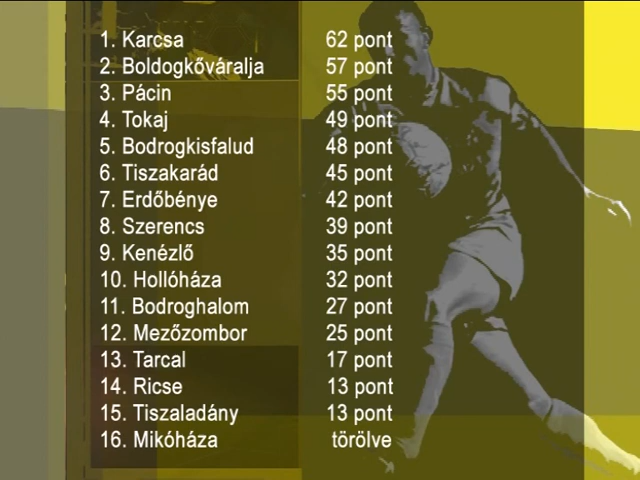 1. Karcsa 62 pont
2. Boldogkőváralja 57 pont
3. Pácin 55 pont
4. Tokaj 49 pont
5. Bodrogkisfalud 48 pont
6. Tiszakarád 45 pont
7. Erdőbénye 42 pont
8. Szerencs 39 pont
9. Kenézlő 35 pont
10. Hollóháza 32 pont
11. Bodroghalom 27 pont
12. Mezőzombor 25 pont
13. Tarcal 17 pont
14. Ricse 13 pont
15. Tiszaladány 13 pont
16. Mikóháza törölve